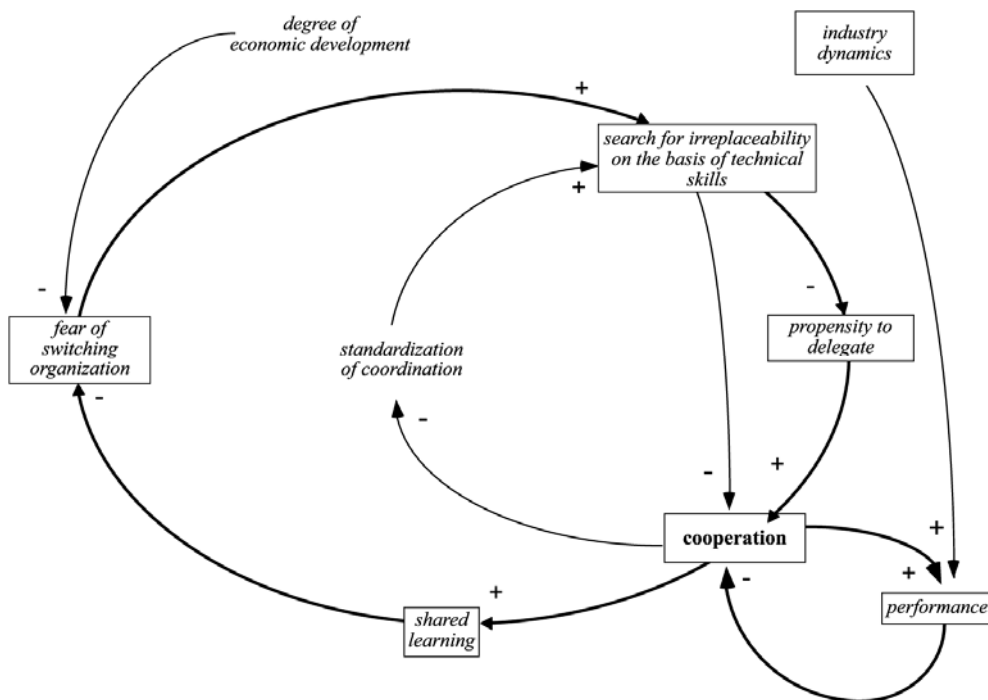 degree of
economic development
industry
dynamics
+
search for irreplaceability
on the basis of technical
skills
+
-
-
fear of
switching
organization
propensity to
delegate
standardization
of coordination
-
-
+
-
cooperation
+
-
+
+
shared
learning
performance